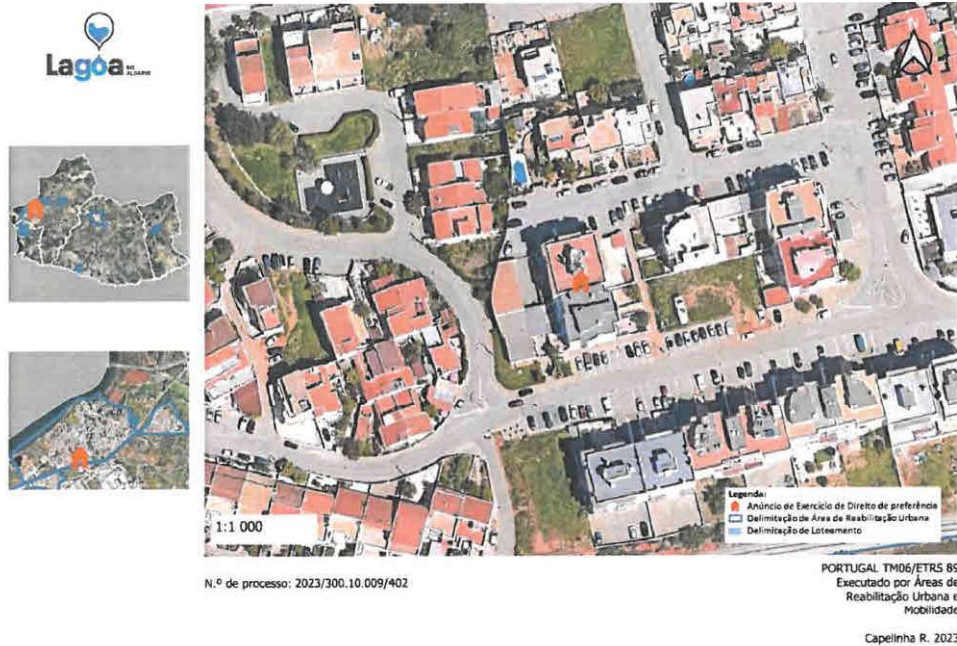 Lagoa
DO
ALGARVE
1:1 000
Legenda:
Anúncio de Exercício de Direito de preferência
Delimitação de Área de Reabilitação Urbana
Delimitação de Loteamento
N.º de processo: 2023/300.10.009/402
PORTUGAL TM06/ETRS 89
Executado por Áreas de
Reabilitação Urbana e
Mobilidade
Capelinha R. 2023